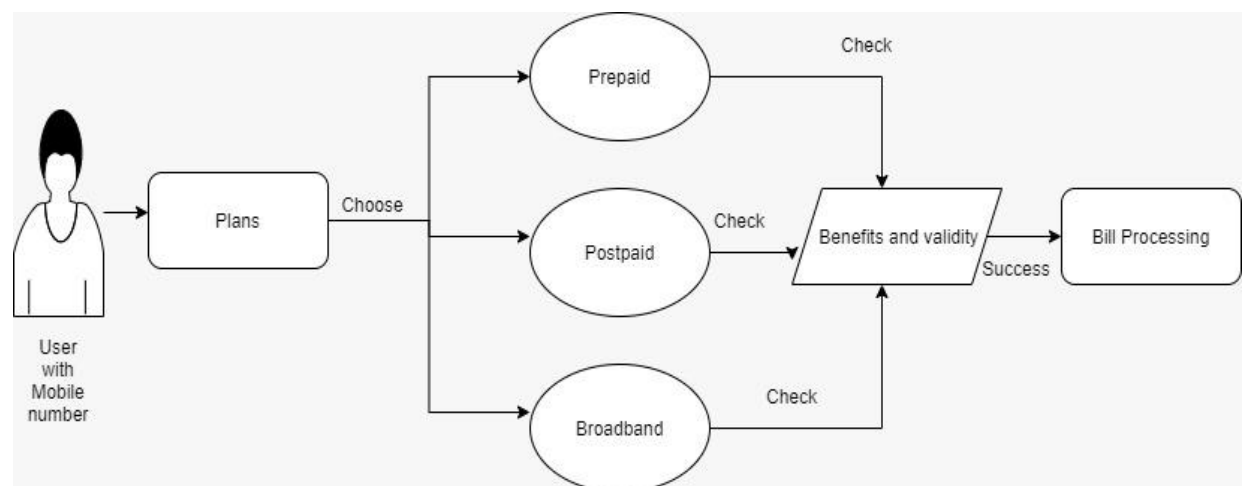 User
with
Mobile
number
Plans
Choose
Prepaid
Check
Postpaid
Check
Broadband
Check
Benefits and validity
Success
Bill Processing